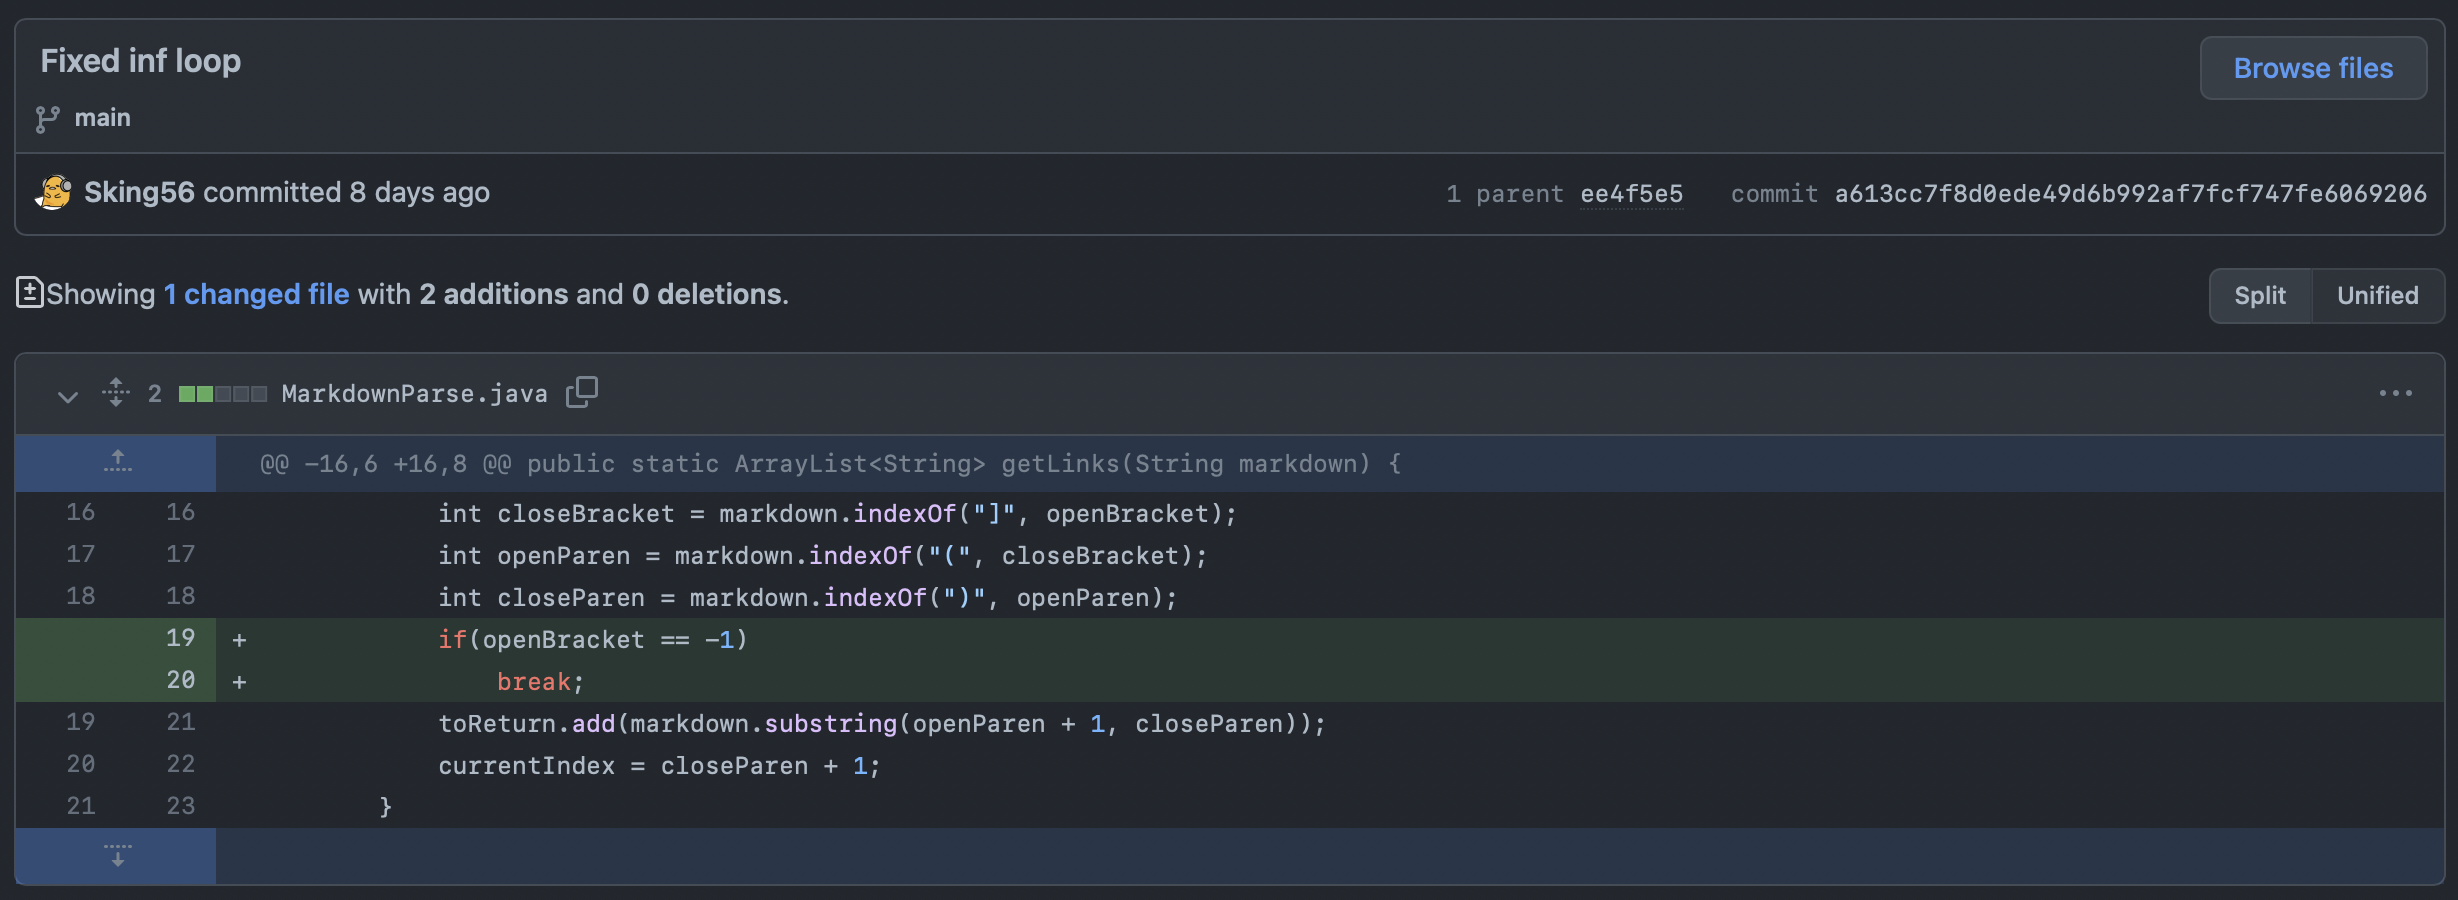 Fixed inf loop
Browse files
main
Sking56 committed 8 days ago
1 parent ee4f5e5 commit a613cc7f8d0ede49d6b992af7fcf747fe6069206
Showing 1 changed file with 2 additions and 0 deletions.
Split Unified
2 MarkdownParse.java
@@ -16,6 +16,8 @@ public static ArrayList<String> getLinks(String markdown) {
16 16 int closeBracket = markdown.indexOf("]", openBracket);
17 17 int openParen = markdown.indexOf("(", closeBracket);
18 18 int closeParen = markdown.indexOf(")", openParen);
19 + if(openBracket == -1)
20 + break;
19 21 toReturn.add(markdown.substring(openParen + 1, closeParen));
20 22 currentIndex = closeParen + 1;
21 23 }